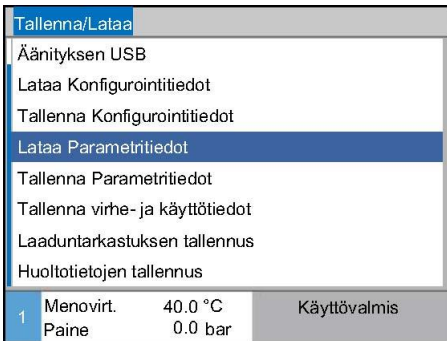 Tallenna/Lataa
Äänityksen USB
Lataa Konfigurointitiedot
Tallenna Konfigurointitiedot
Lataa Parametritiedot
Tallenna Parametritiedot
Tallenna virhe- ja käyttötiedot
Laaduntarkastuksen tallennus
Huoltotietojen tallennus
1 Menovirt. 40.0 °C Käyttövalmis
Paine 0.0 bar